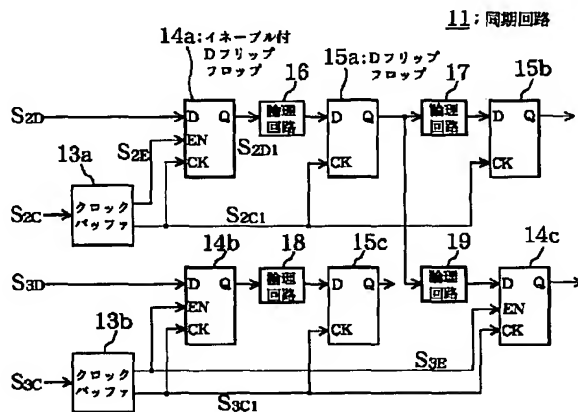 11; 同期回路
14a; イネーブル付
Dフリップ
フロップ
16
15a; Dフリップ
フロップ
17
15b
S2D
D Q
論理
回路
D Q
論理
回路
D Q
EN
S2E
S2D1
CK
CK
CK
13a
S2C
クロック
バッファ
S2C1
14b
18
15c
19
14c
S3D
D Q
論理
回路
D Q
論理
回路
D Q
EN
EN
CK
CK
CK
13b
S3C
クロック
バッファ
S3E
S3C1